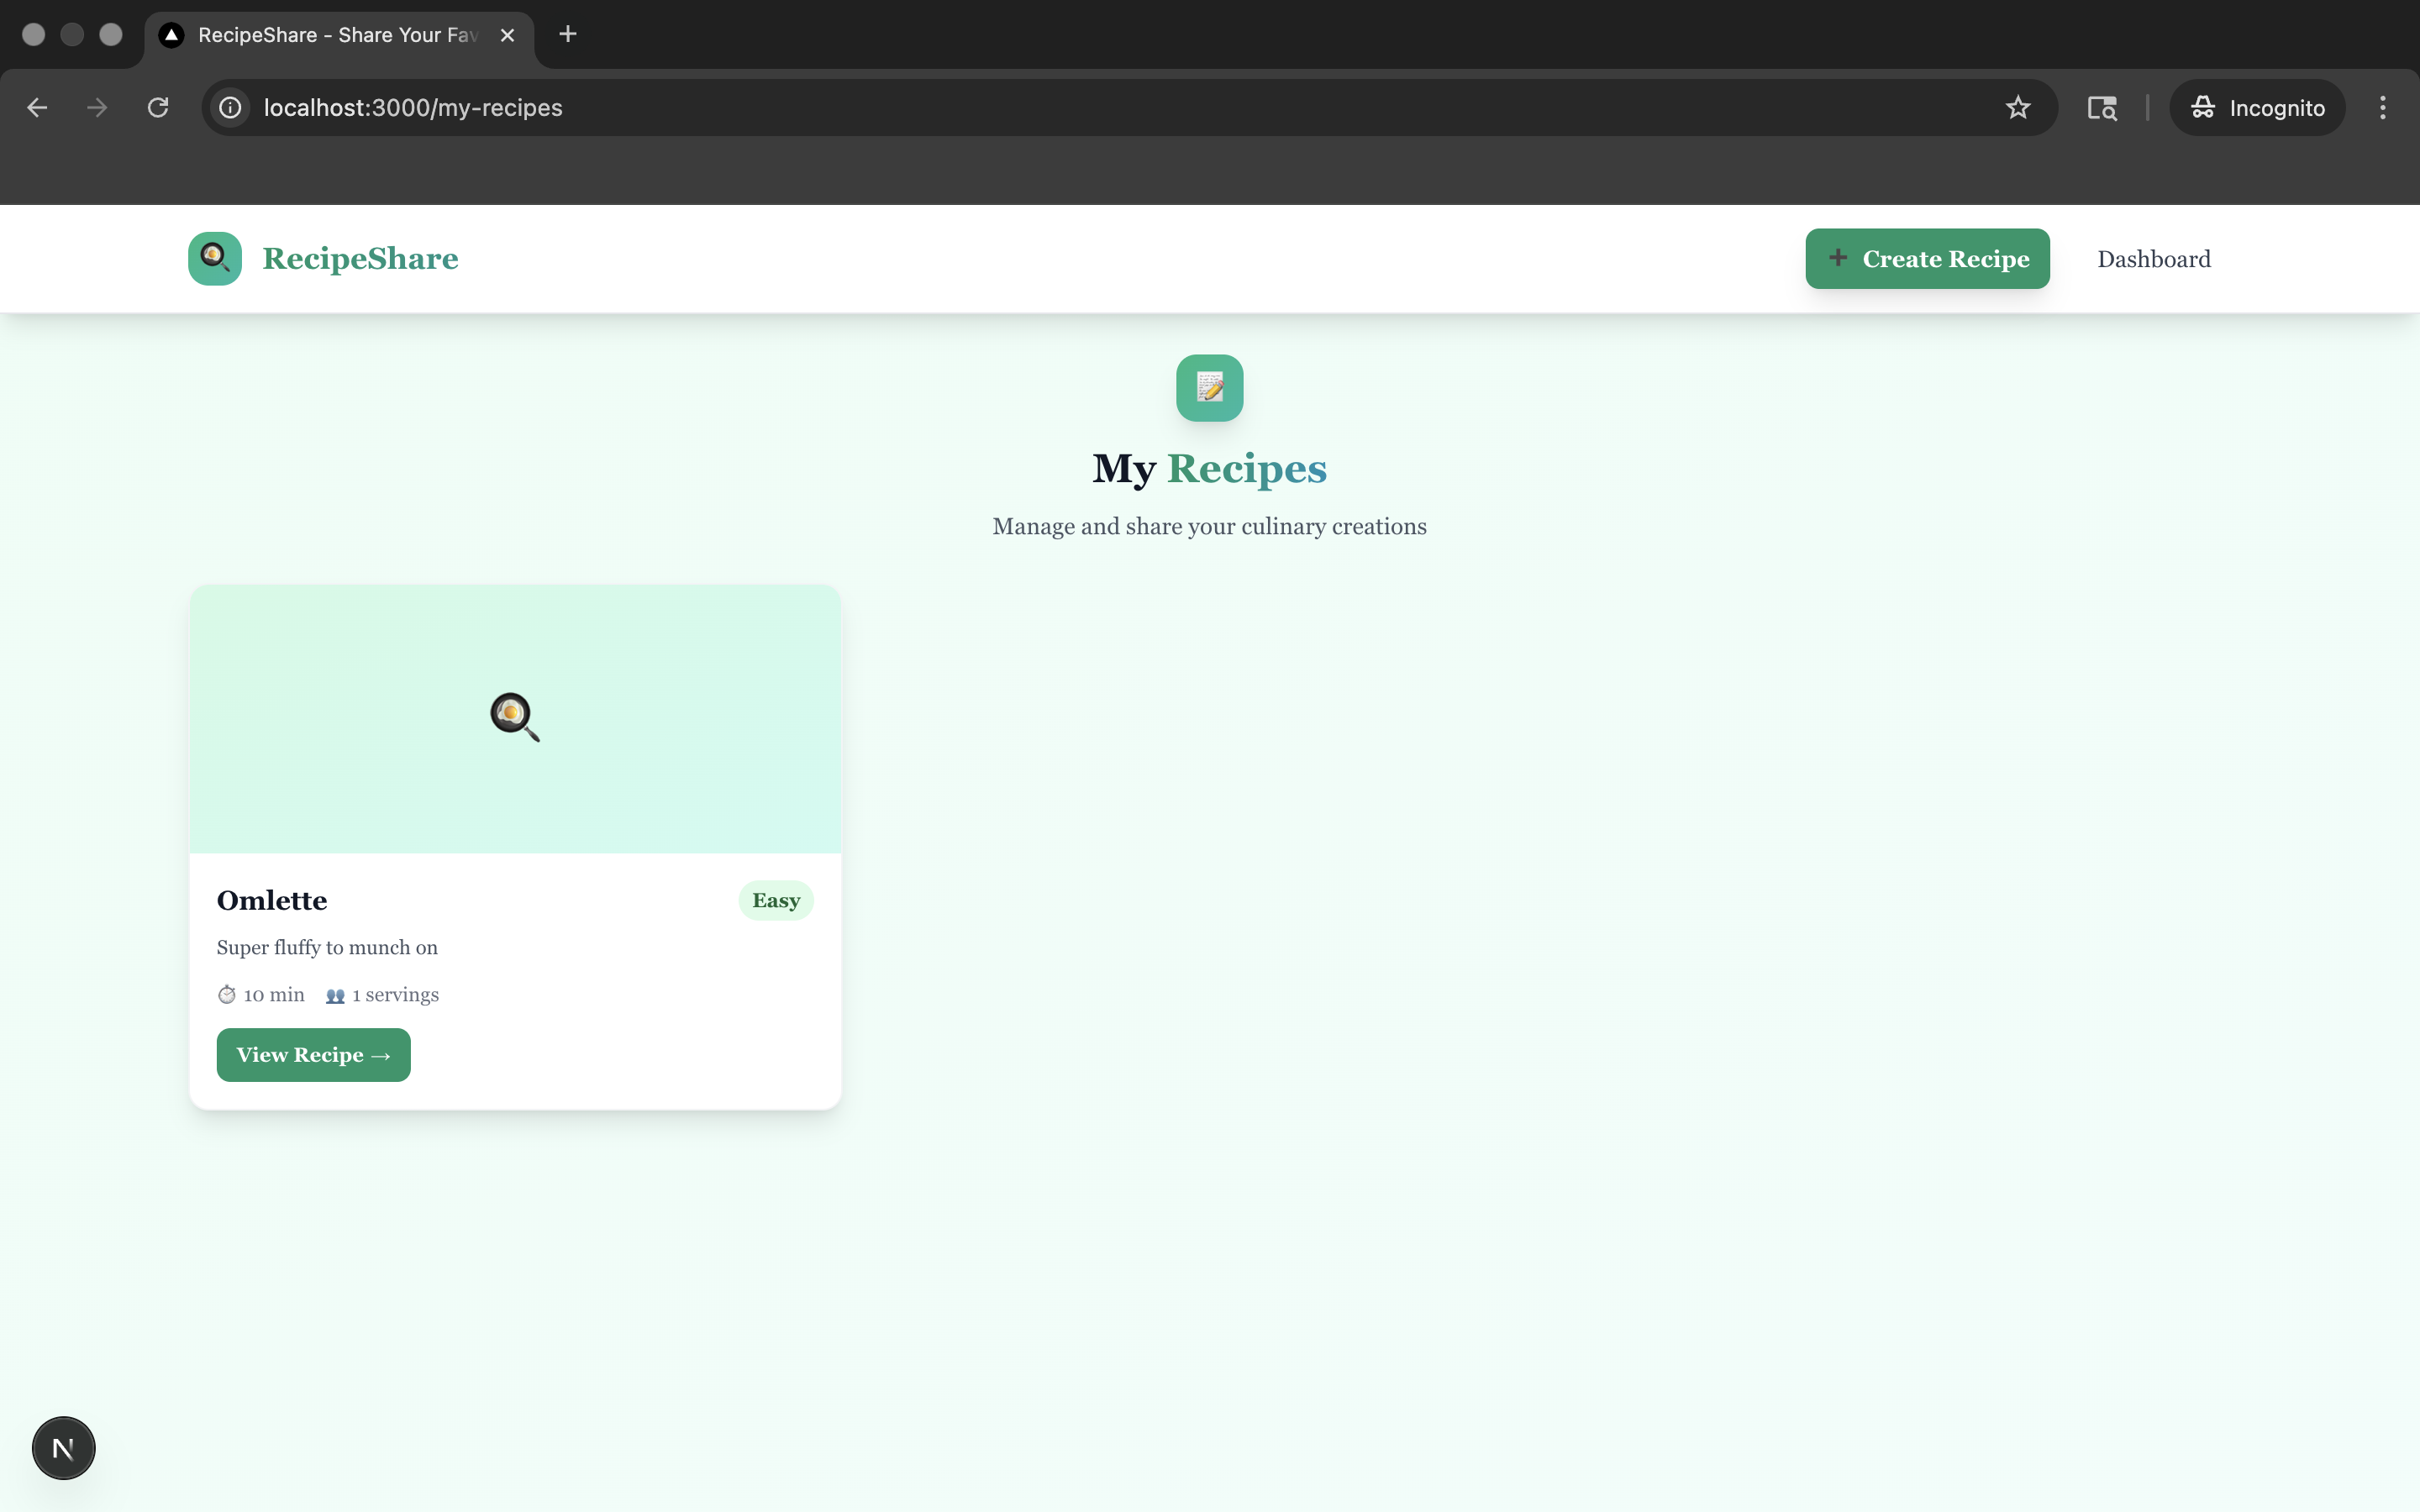 RecipeShare - Share Your Fav
localhost:3000/my-recipes
Incognito
RecipeShare
Create Recipe
Dashboard
My Recipes
Manage and share your culinary creations
Omlette
Easy
Super fluffy to munch on
10 min 1 servings
View Recipe →
N